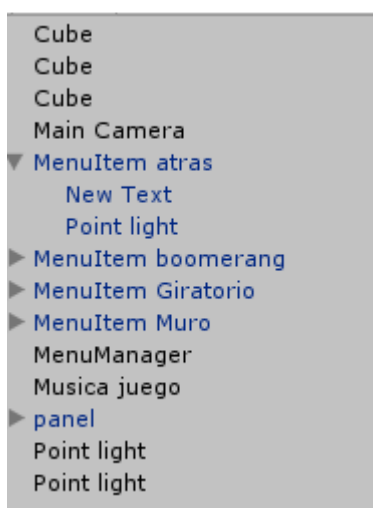 Cube
Cube
Cube
Main Camera
MenuItem atras
New Text
Point light
MenuItem boomerang
MenuItem Giratorio
MenuItem Muro
MenuManager
Musica juego
panel
Point light
Point light